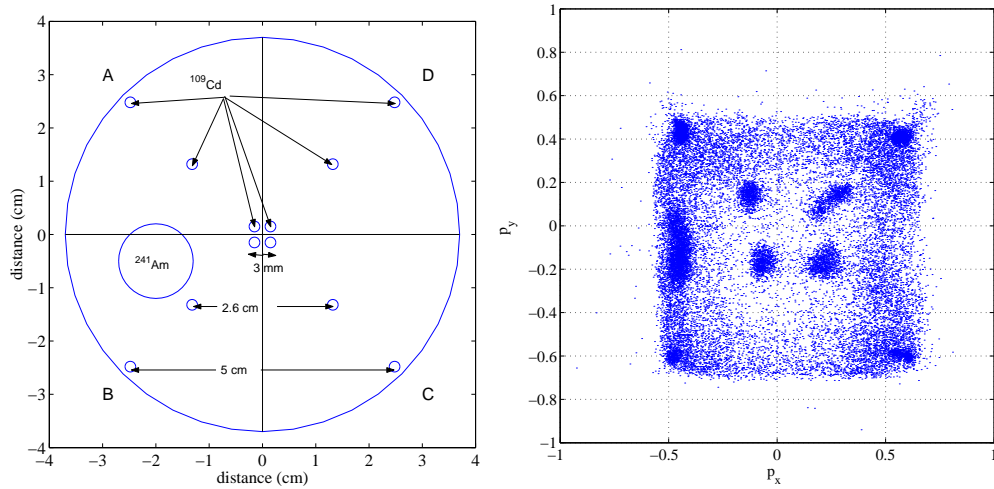 4
3
2
1
0
−1
−2
−3
−4
distance (cm)
A
D
¹⁰⁹Cd
²⁴¹Am
3 mm
2.6 cm
5 cm
B
C
−4 −3 −2 −1 0 1 2 3 4
distance (cm)
1
0.8
0.6
0.4
0.2
0
−0.2
−0.4
−0.6
−0.8
−1
p_y
−1 −0.5 0 0.5 1
p_x